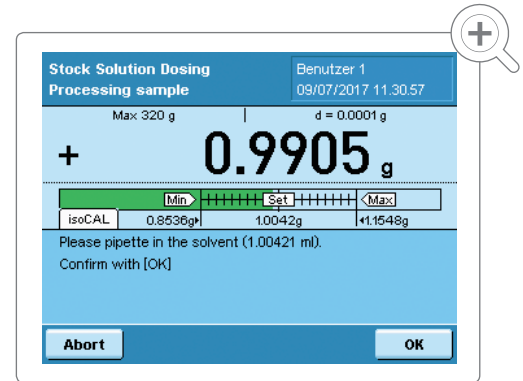 Stock Solution Dosing
Processing sample
Benutzer 1
09/07/2017 11.30.57
Max 320 g
d = 0.0001 g
+ 0.9905 g
Min Set Max
isoCAL 0.8536g 1.0042g 1.1548g
Please pipette in the solvent (1.00421 ml).
Confirm with [OK]
Abort OK